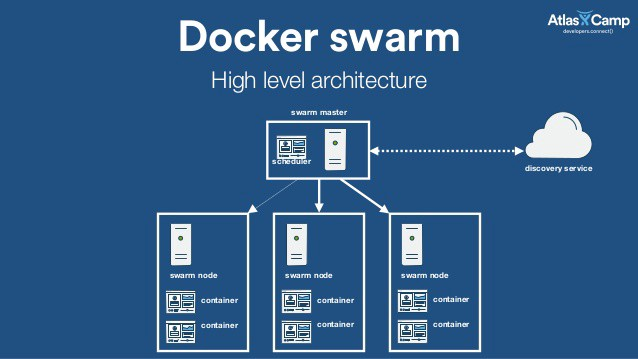 AtlasCamp
developers.connect()
Docker swarm
High level architecture
swarm master
scheduler
discovery service
swarm node
swarm node
swarm node
container
container
container
container
container
container